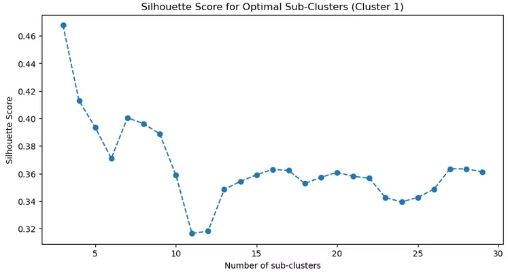 Silhouette Score for Optimal Sub-Clusters (Cluster 1)
Silhouette Score
0.46
0.44
0.42
0.40
0.38
0.36
0.34
0.32
5 10 15 20 25 30
Number of sub-clusters